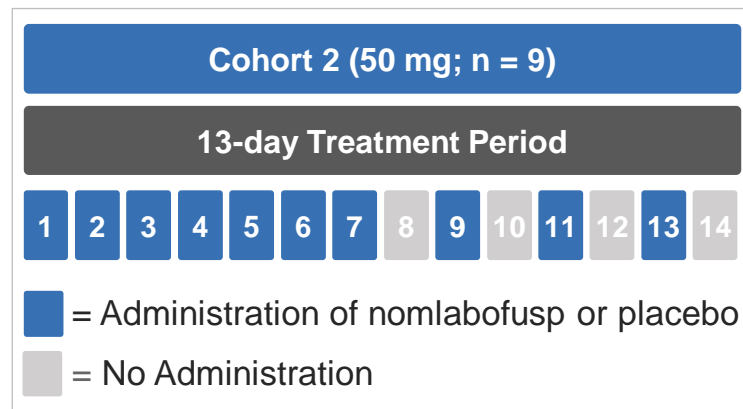 Cohort 2 (50 mg; n = 9)
13-day Treatment Period
1 2 3 4 5 6 7 8 9 10 11 12 13 14
= Administration of nomlabofusp or placebo
= No Administration